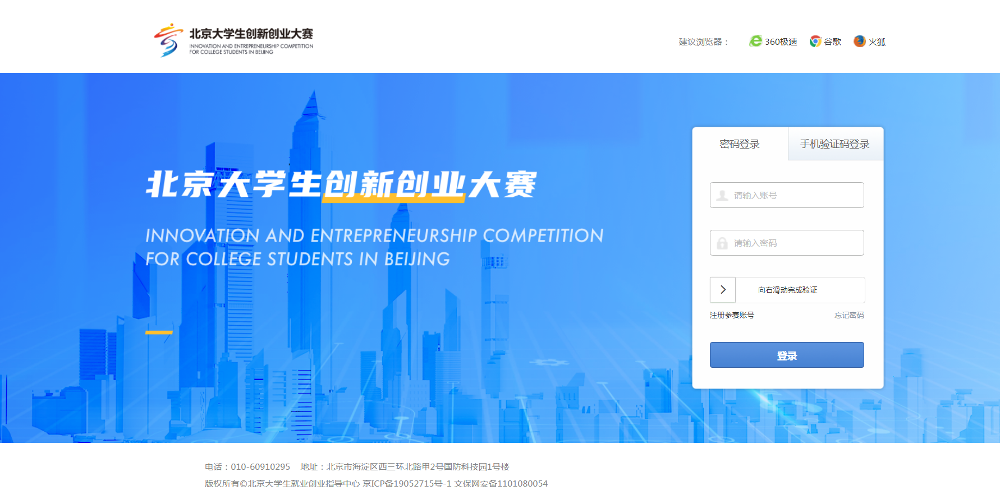 北京大学生创新创业大赛
INNOVATION AND ENTREPRENEURSHIP COMPETITION
FOR COLLEGE STUDENTS IN BEIJING
建议浏览器： 360极速 谷歌 火狐
北京大学生创新创业大赛
INNOVATION AND ENTREPRENEURSHIP COMPETITION
FOR COLLEGE STUDENTS IN BEIJING
密码登录 手机验证码登录
请输入账号
请输入密码
向右滑动完成验证
注册参赛账号 忘记密码
登录
电话：010-60910295 地址：北京市海淀区西三环北路甲2号国防科技园1号楼
版权所有©北京大学生就业创业指导中心 京ICP备19052715号-1 文保网安备1101080054